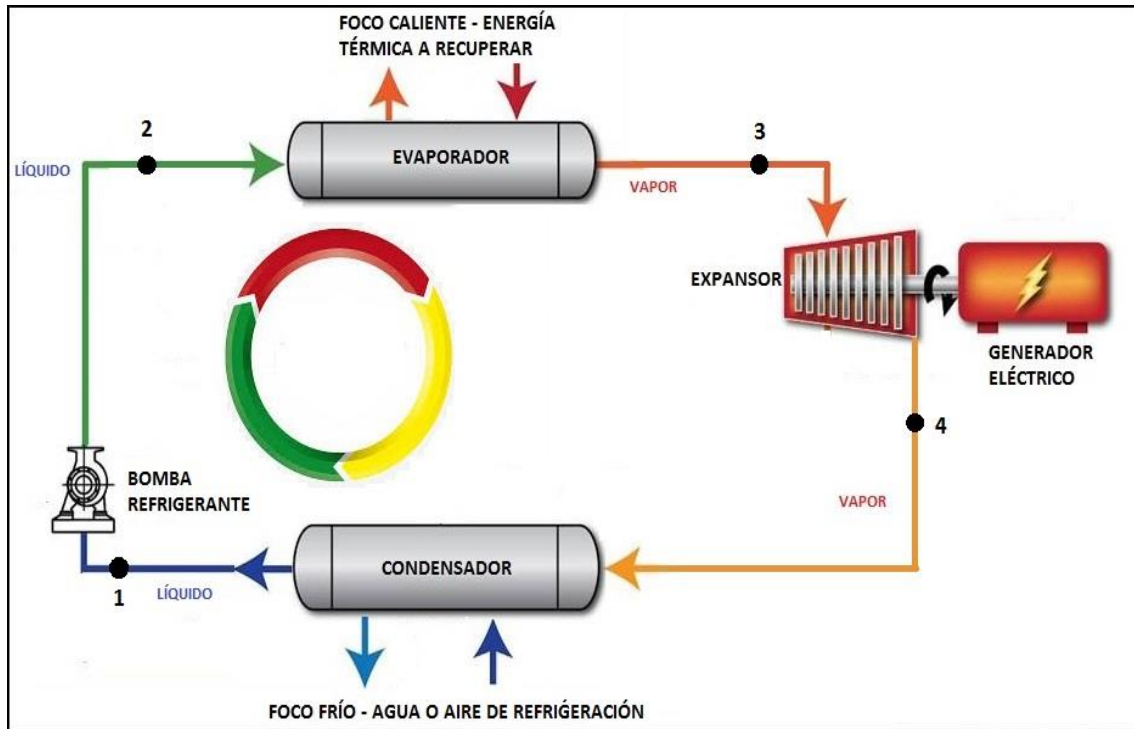 FOCO CALIENTE - ENERGÍA
TÉRMICA A RECUPERAR
2
3
LÍQUIDO
EVAPORADOR
VAPOR
EXPANSOR
GENERADOR
ELÉCTRICO
4
BOMBA
REFRIGERANTE
VAPOR
CONDENSADOR
1
LÍQUIDO
FOCO FRÍO - AGUA O AIRE DE REFRIGERACIÓN